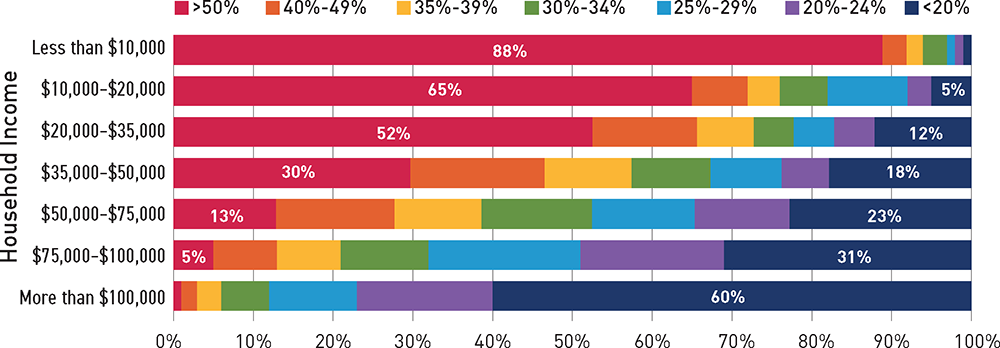 >50% 40%-49% 35%-39% 30%-34% 25%-29% 20%-24% <20%
Household Income
Less than $10,000 88%
$10,000–$20,000 65% 5%
$20,000–$35,000 52% 12%
$35,000–$50,000 30% 18%
$50,000–$75,000 13% 23%
$75,000–$100,000 5% 31%
More than $100,000 60%
0% 10% 20% 30% 40% 50% 60% 70% 80% 90% 100%